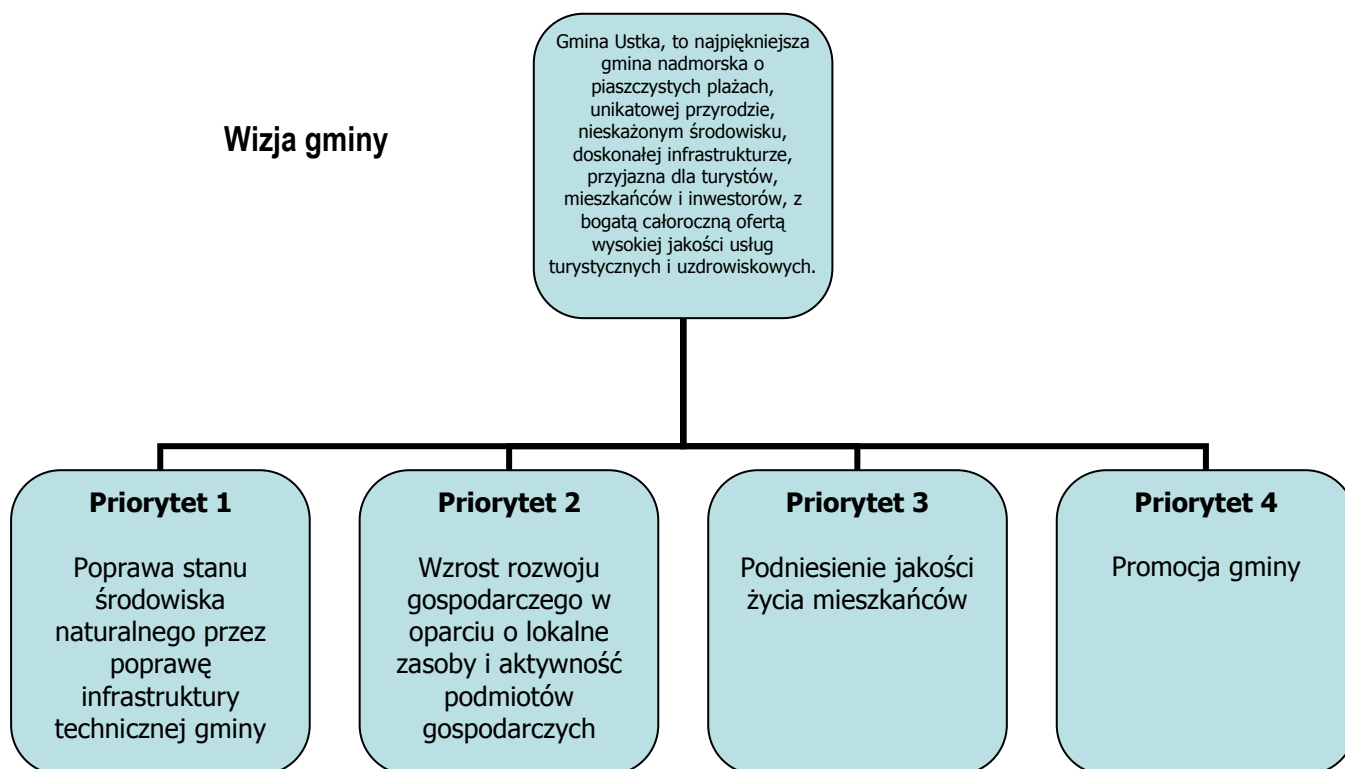 Gmina Ustka, to najpiękniejsza
gmina nadmorska o
piaszczystych plażach,
unikatowej przyrodzie,
nieskażonym środowisku,
doskonałej infrastrukturze,
przyjazna dla turystów,
mieszkańców i inwestorów, z
bogatą całoroczną ofertą
wysokiej jakości usług
turystycznych i uzdrowiskowych.
Wizja gminy
Priorytet 1
Poprawa stanu
środowiska
naturalnego przez
poprawę
infrastruktury
technicznej gminy
Priorytet 2
Wzrost rozwoju
gospodarczego w
oparciu o lokalne
zasoby i aktywność
podmiotów
gospodarczych
Priorytet 3
Podniesienie jakości
życia mieszkańców
Priorytet 4
Promocja gminy